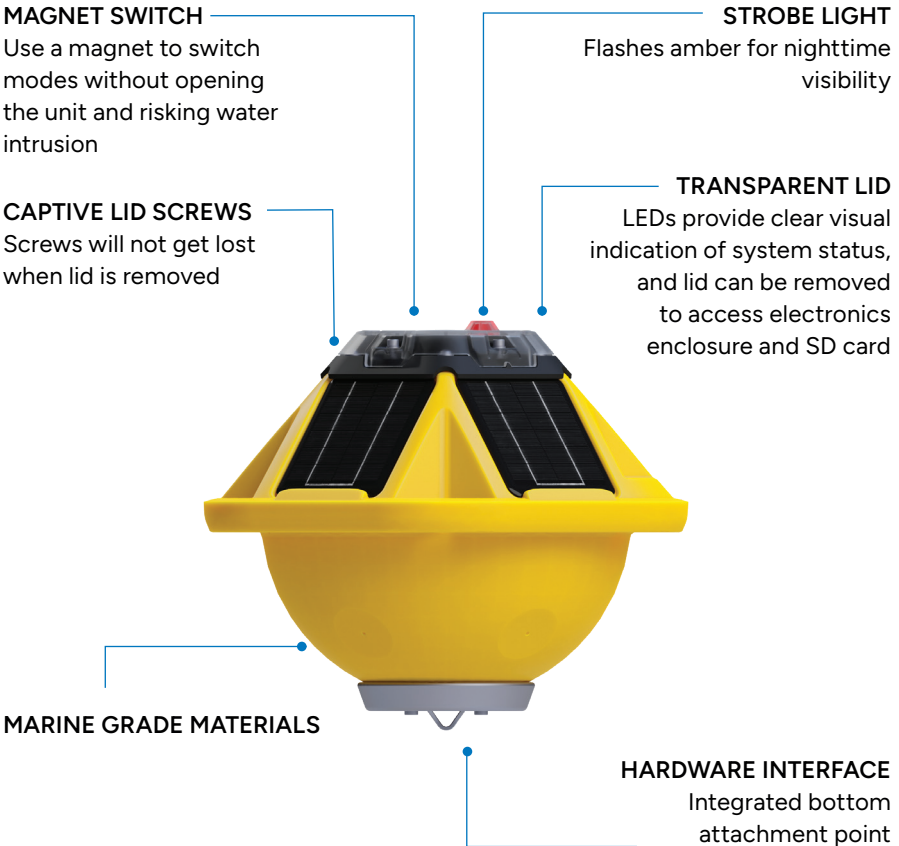 MAGNET SWITCH
Use a magnet to switch
modes without opening
the unit and risking water
intrusion
STROBE LIGHT
Flashes amber for nighttime
visibility
CAPTIVE LID SCREWS
Screws will not get lost
when lid is removed
TRANSPARENT LID
LEDs provide clear visual
indication of system status,
and lid can be removed
to access electronics
enclosure and SD card
MARINE GRADE MATERIALS
HARDWARE INTERFACE
Integrated bottom
attachment point